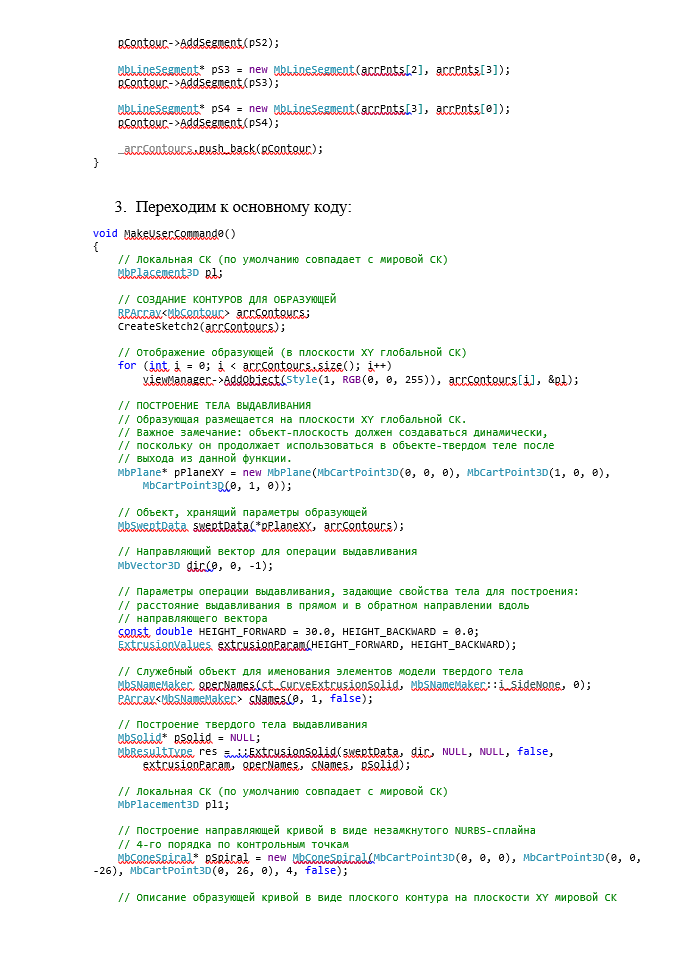 pContour->AddSegment(pS2);
MbLineSegment* pS3 = new MbLineSegment(arrPnts[2], arrPnts[3]);
pContour->AddSegment(pS3);
MbLineSegment* pS4 = new MbLineSegment(arrPnts[3], arrPnts[0]);
pContour->AddSegment(pS4);
_arrContours.push_back(pContour);
}
3. Переходим к основному коду:
void MakeUserCommand0()
{
// Локальная СК (по умолчанию совпадает с мировой СК)
MbPlacement3D pl;
// СОЗДАНИЕ КОНТУРОВ ДЛЯ ОБРАЗУЮЩЕЙ
RPArray<MbContour> arrContours;
CreateSketch2(arrContours);
// Отображение образующей (в плоскости XY глобальной СК)
for (int i = 0; i < arrContours.size(); i++)
viewManager->AddObject(Style(1, RGB(0, 0, 255)), arrContours[i], &pl);
// ПОСТРОЕНИЕ ТЕЛА ВЫДАВЛИВАНИЯ
// Образующая размещается на плоскости XY глобальной СК.
// Важное замечание: объект-плоскость должен создаваться динамически,
// поскольку он продолжает использоваться в объекте-твердом теле после
// выхода из данной функции.
MbPlane* pPlaneXY = new MbPlane(MbCartPoint3D(0, 0, 0), MbCartPoint3D(1, 0, 0),
MbCartPoint3D(0, 1, 0));
// Объект, хранящий параметры образующей
MbSweptData sweptData(*pPlaneXY, arrContours);
// Направляющий вектор для операции выдавливания
MbVector3D dir(0, 0, -1);
// Параметры операции выдавливания, задающие свойства тела для построения:
// расстояние выдавливания в прямом и в обратном направлении вдоль
// направляющего вектора
const double HEIGHT_FORWARD = 30.0, HEIGHT_BACKWARD = 0.0;
ExtrusionValues extrusionParam(HEIGHT_FORWARD, HEIGHT_BACKWARD);
// Служебный объект для именования элементов модели твердого тела
MbSNameMaker operNames(ct_CurveExtrusionSolid, MbSNameMaker::i_SideNone, 0);
PArray<MbSNameMaker> cNames(0, 1, false);
// Построение твердого тела выдавливания
MbSolid* pSolid = NULL;
MbResultType res = ::ExtrusionSolid(sweptData, dir, NULL, NULL, false,
extrusionParam, operNames, cNames, pSolid);
// Локальная СК (по умолчанию совпадает с мировой СК)
MbPlacement3D pl1;
// Построение направляющей кривой в виде незамкнутого NURBS-сплайна
// 4-го порядка по контрольным точкам
MbConeSpiral* pSpiral = new MbConeSpiral(MbCartPoint3D(0, 0, 0), MbCartPoint3D(0, 0,
-26), MbCartPoint3D(0, 26, 0), 4, false);
// Описание образующей кривой в виде плоского контура на плоскости XY мировой СК